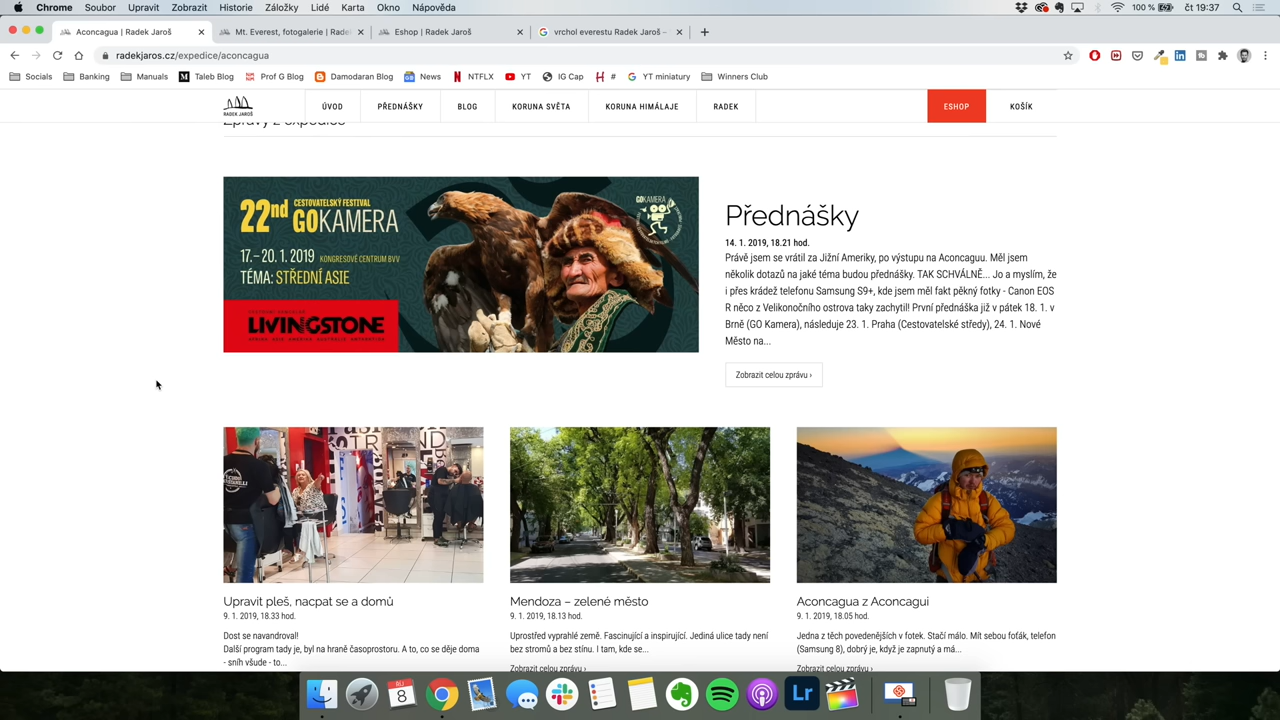 Chrome Soubor Upravit Zobrazit Historie Záložky Lidé Karta Okno Nápověda 100 % čt 19:37
Aconcagua | Radek Jaroš Mt. Everest, fotogalerie | Radek Eshop | Radek Jaroš vrchol everestu Radek Jaroš –
radekjaros.cz/expedice/aconcagua
Socials Banking Manuals Taleb Blog Prof G Blog Damodaran Blog News NTFLX YT IG Cap # YT miniatury Winners Club
RADEK JAROŠ ÚVOD PŘEDNÁŠKY BLOG KORUNA SVĚTA KORUNA HIMÁLAJE RADEK ESHOP KOŠÍK
Zprávy z expedice
22nd CESTOVATELSKÝ FESTIVAL
GOKAMERA
17.–20. 1. 2019 KONGRESOVÉ CENTRUM BVV
TÉMA: STŘEDNÍ ASIE
LIVINGSTONE
GOKAMERA
Přednášky
14. 1. 2019, 18.21 hod.
Právě jsem se vrátil za Jižní Ameriky, po výstupu na Aconcaguu. Měl jsem
několik dotazů na jaké téma budou přednášky. TAK SCHVÁLNĚ... Jo a myslím, že
i přes krádež telefonu Samsung S9+, kde jsem měl fakt pěkný fotky - Canon EOS
R něco z Velikonočního ostrova taky zachytil! První přednáška již v pátek 18. 1. v
Brně (GO Kamera), následuje 23. 1. Praha (Cestovatelské středy), 24. 1. Nové
Město na...
Zobrazit celou zprávu ›
Upravit pleš, nacpat se a domů
9. 1. 2019, 18.33 hod.
Dost se navandroval!
Další program tady je, byl na hraně časoprostoru. A to, co se děje doma
- sníh všude - to...
Mendoza – zelené město
9. 1. 2019, 18.13 hod.
Uprostřed vyprahlé země. Fascinující a inspirující. Jediná ulice tady není
bez stromů a bez stínu. I tam, kde se...
Zobrazit celou zprávu ›
Aconcagua z Aconcagui
9. 1. 2019, 18.05 hod.
Jedna z těch povedenějších v fotek. Stačí málo. Mít sebou foťák, telefon
(Samsung 8), dobrý je, když je zapnutý a má...
Zobrazit celou zprávu ›
8
Lr